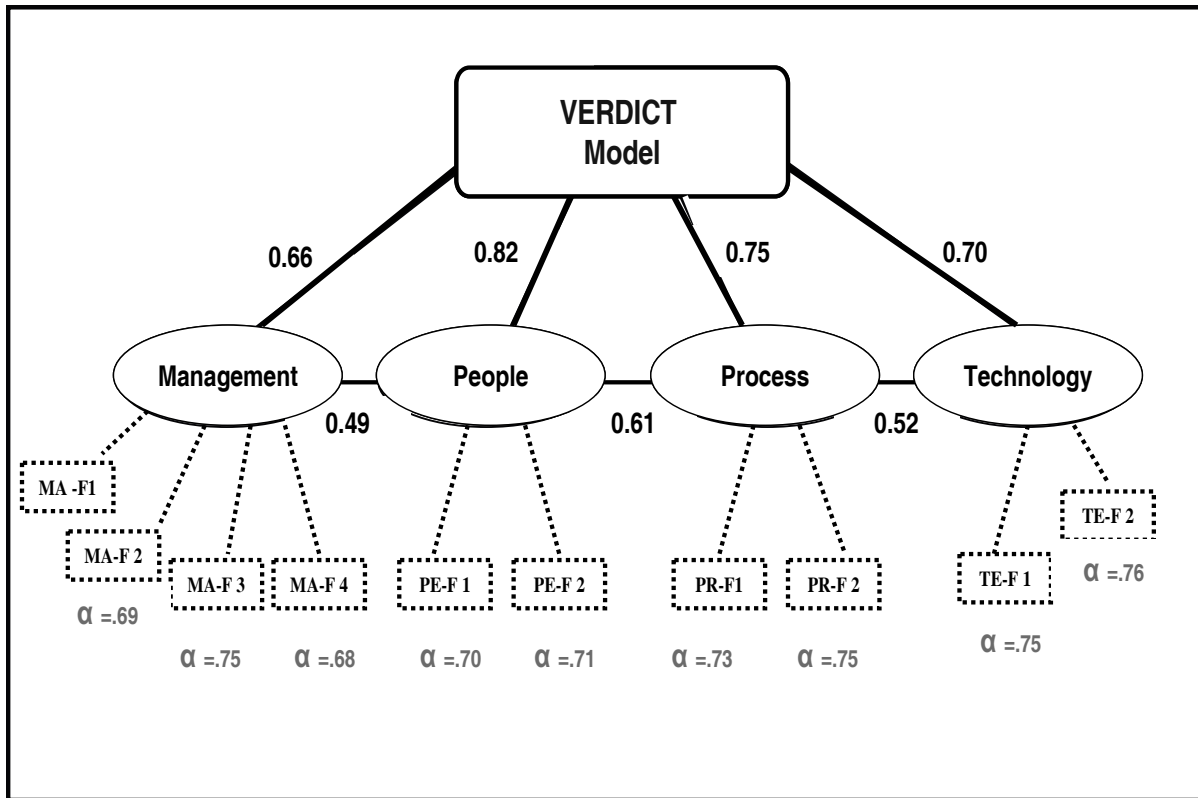 VERDICT
Model
0.66
0.82
0.75
0.70
Management
People
Process
Technology
0.49
0.61
0.52
MA -F1
MA-F 2
MA-F 3
MA-F 4
PE-F 1
PE-F 2
PR-F1
PR-F 2
TE-F 1
TE-F 2
α =.69
α =.75
α =.68
α =.70
α =.71
α =.73
α =.75
α =.75
α =.76